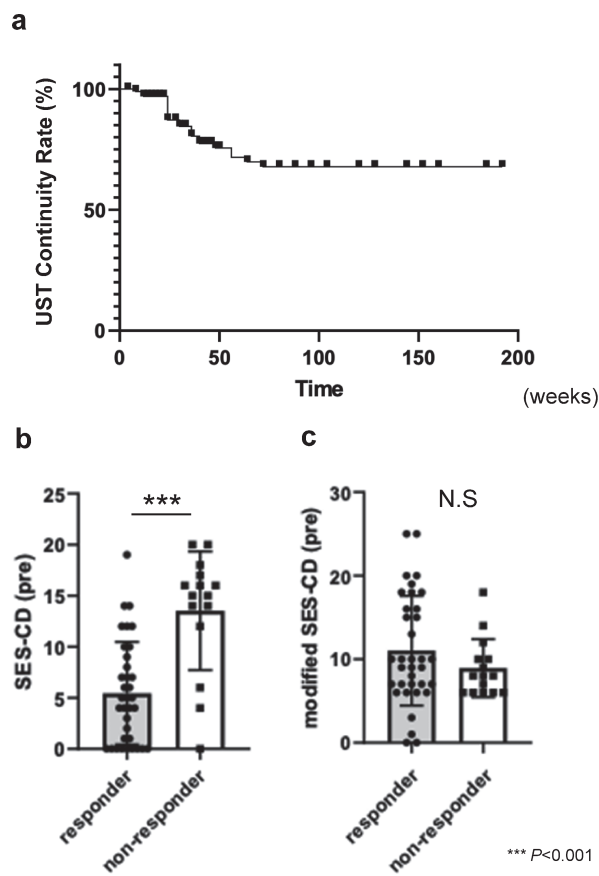 a
UST Continuity Rate (%)
100
50
0
0 50 100 150 200
Time
(weeks)
b
SES-CD (pre)
25
20
15
10
5
0
***
responder
non-responder
c
modified SES-CD (pre)
30
20
10
0
N.S
responder
non-responder
*** P<0.001